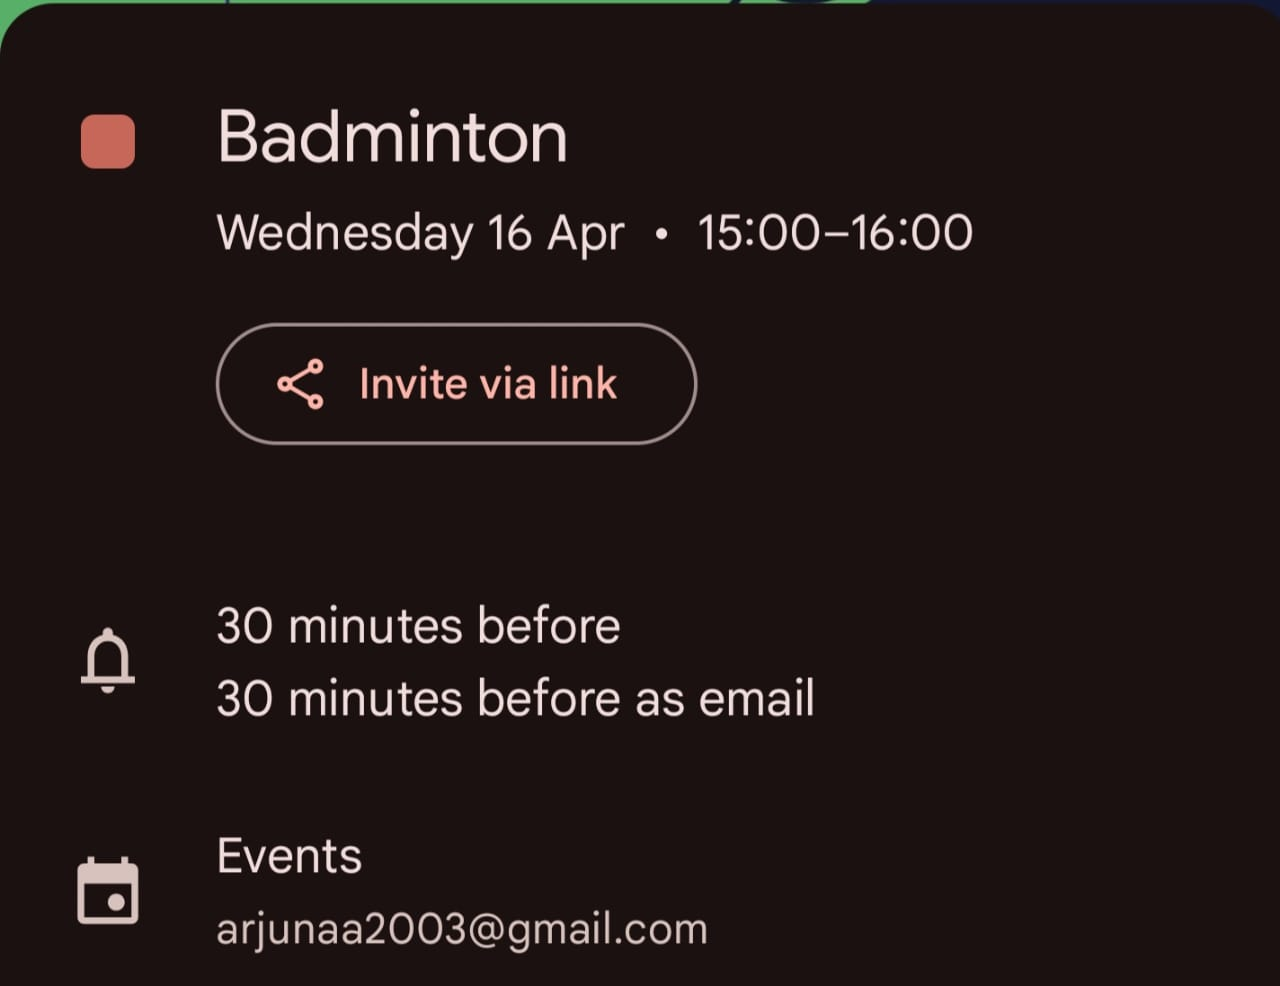 Badminton
Wednesday 16 Apr • 15:00–16:00
Invite via link
30 minutes before
30 minutes before as email
Events
arjunaa2003@gmail.com